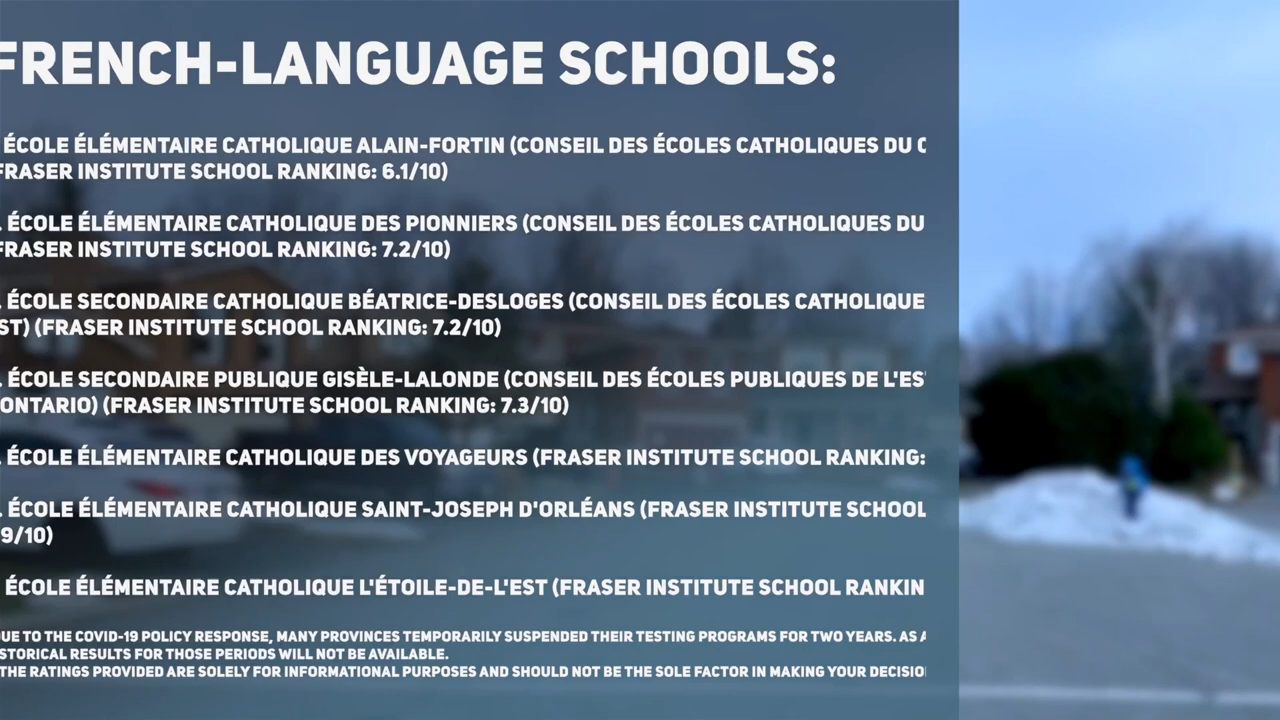 FRENCH-LANGUAGE SCHOOLS:
ÉCOLE ÉLÉMENTAIRE CATHOLIQUE ALAIN-FORTIN (CONSEIL DES ÉCOLES CATHOLIQUES DU C
FRASER INSTITUTE SCHOOL RANKING: 6.1/10)
. ÉCOLE ÉLÉMENTAIRE CATHOLIQUE DES PIONNIERS (CONSEIL DES ÉCOLES CATHOLIQUES DU
FRASER INSTITUTE SCHOOL RANKING: 7.2/10)
. ÉCOLE SECONDAIRE CATHOLIQUE BÉATRICE-DESLOGES (CONSEIL DES ÉCOLES CATHOLIQUE
ST) (FRASER INSTITUTE SCHOOL RANKING: 7.2/10)
. ÉCOLE SECONDAIRE PUBLIQUE GISÈLE-LALONDE (CONSEIL DES ÉCOLES PUBLIQUES DE L'ES
ONTARIO) (FRASER INSTITUTE SCHOOL RANKING: 7.3/10)
. ÉCOLE ÉLÉMENTAIRE CATHOLIQUE DES VOYAGEURS (FRASER INSTITUTE SCHOOL RANKING:
. ÉCOLE ÉLÉMENTAIRE CATHOLIQUE SAINT-JOSEPH D'ORLÉANS (FRASER INSTITUTE SCHOOL
9/10)
ÉCOLE ÉLÉMENTAIRE CATHOLIQUE L'ÉTOILE-DE-L'EST (FRASER INSTITUTE SCHOOL RANKIN
DUE TO THE COVID-19 POLICY RESPONSE, MANY PROVINCES TEMPORARILY SUSPENDED THEIR TESTING PROGRAMS FOR TWO YEARS. AS A
STORICAL RESULTS FOR THOSE PERIODS WILL NOT BE AVAILABLE.
THE RATINGS PROVIDED ARE SOLELY FOR INFORMATIONAL PURPOSES AND SHOULD NOT BE THE SOLE FACTOR IN MAKING YOUR DECISIO